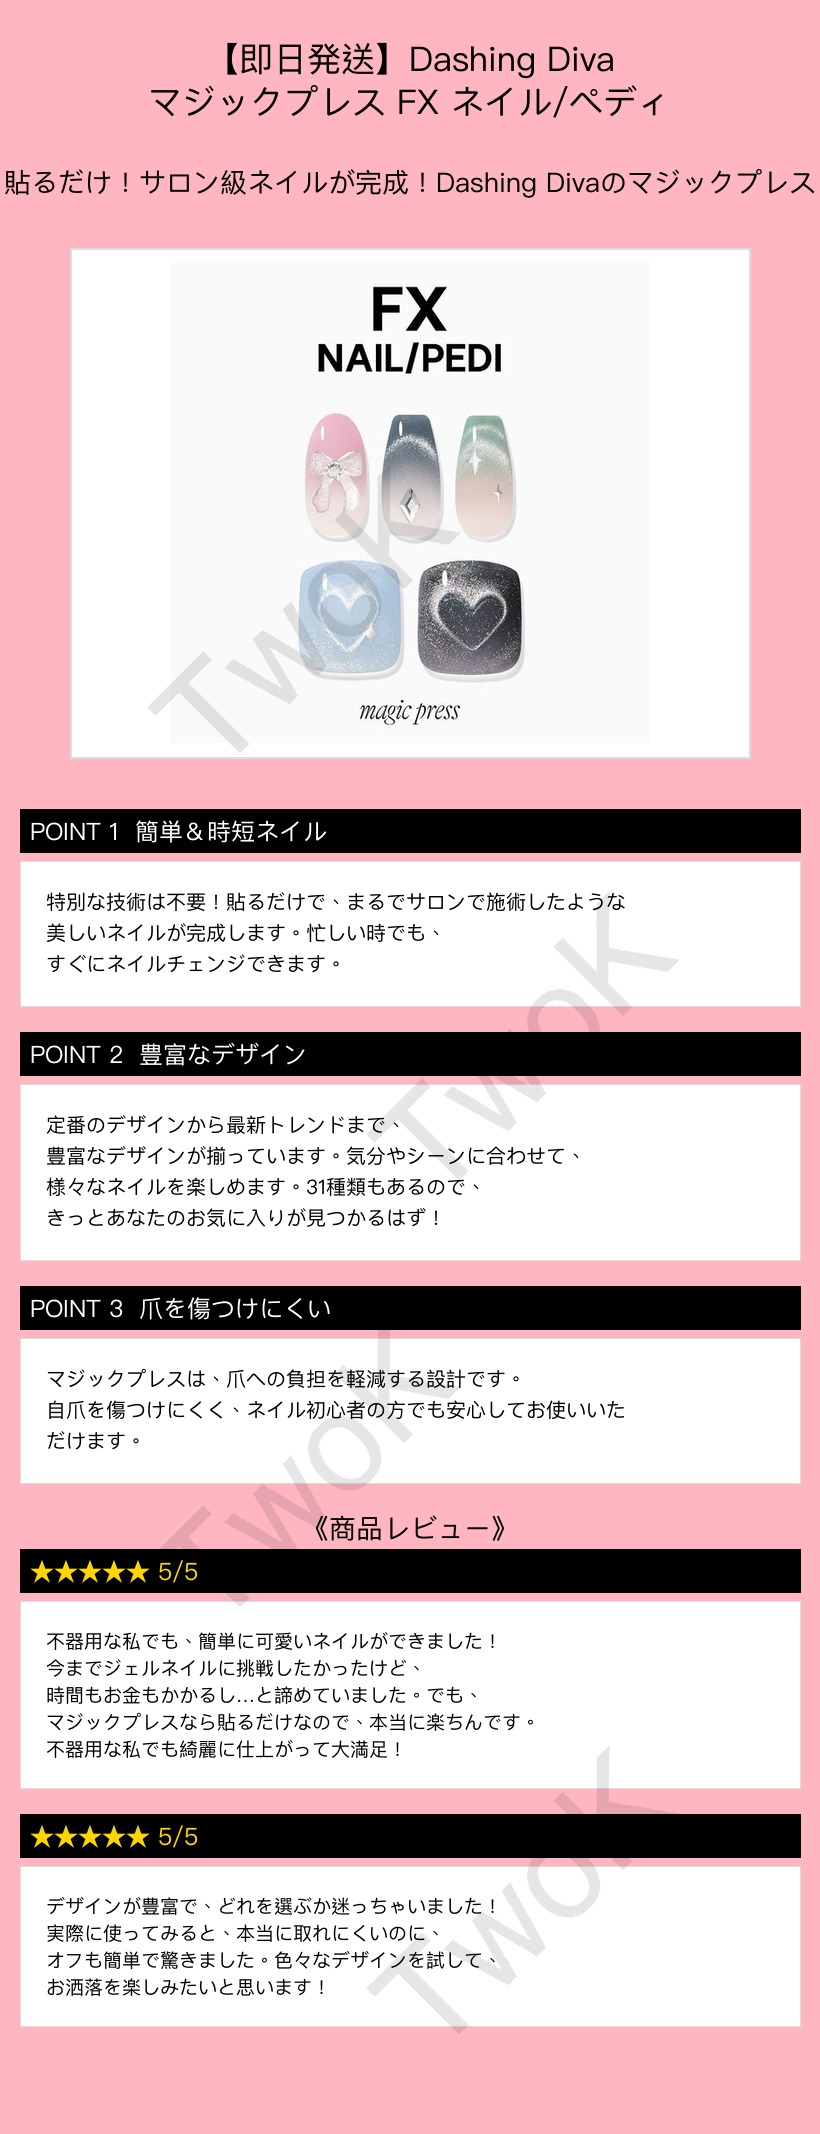 【即日発送】Dashing Diva
マジックプレス FX ネイル/ペディ
貼るだけ！サロン級ネイルが完成！Dashing Divaのマジックプレス
FX
NAIL/PEDI
magic press
TwoK
POINT 1 簡単＆時短ネイル
特別な技術は不要！貼るだけで、まるでサロンで施術したような
美しいネイルが完成します。忙しい時でも、
すぐにネイルチェンジできます。
TwoK
POINT 2 豊富なデザイン
定番のデザインから最新トレンドまで、
豊富なデザインが揃っています。気分やシーンに合わせて、
様々なネイルを楽しめます。31種類もあるので、
きっとあなたのお気に入りが見つかるはず！
POINT 3 爪を傷つけにくい
マジックプレスは、爪への負担を軽減する設計です。
自爪を傷つけにくく、ネイル初心者の方でも安心してお使いいた
だけます。
TwoK
《商品レビュー》
★★★★★ 5/5
不器用な私でも、簡単に可愛いネイルができました！
今までジェルネイルに挑戦したかったけど、
時間もお金もかかるし…と諦めていました。でも、
マジックプレスなら貼るだけなので、本当に楽ちんです。
不器用な私でも綺麗に仕上がって大満足！
★★★★★ 5/5
デザインが豊富で、どれを選ぶか迷っちゃいました！
実際に使ってみると、本当に取れにくいのに、
オフも簡単で驚きました。色々なデザインを試して、
お洒落を楽しみたいと思います！
TwoK